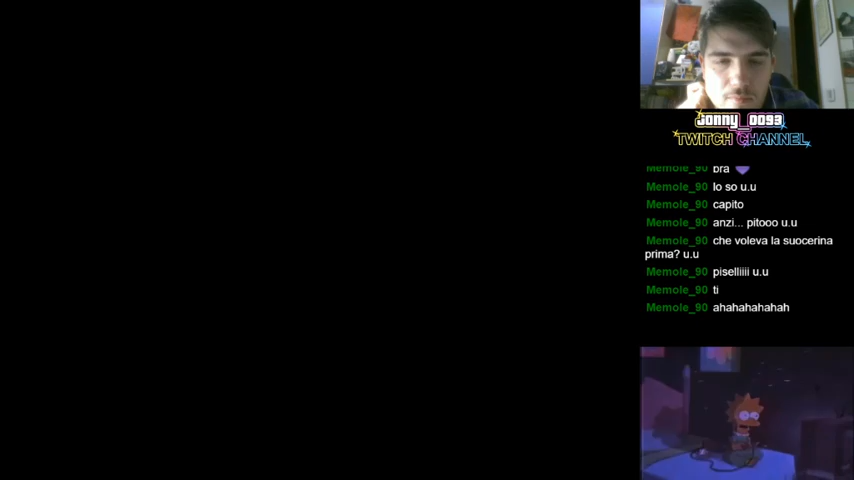 Jonny_0093
TWITCH CHANNEL
Memole_90 bra
Memole_90 lo so u.u
Memole_90 capito
Memole_90 anzi... pitooo u.u
Memole_90 che voleva la suocerina
prima? u.u
Memole_90 piselliiii u.u
Memole_90 ti
Memole_90 ahahahahahah